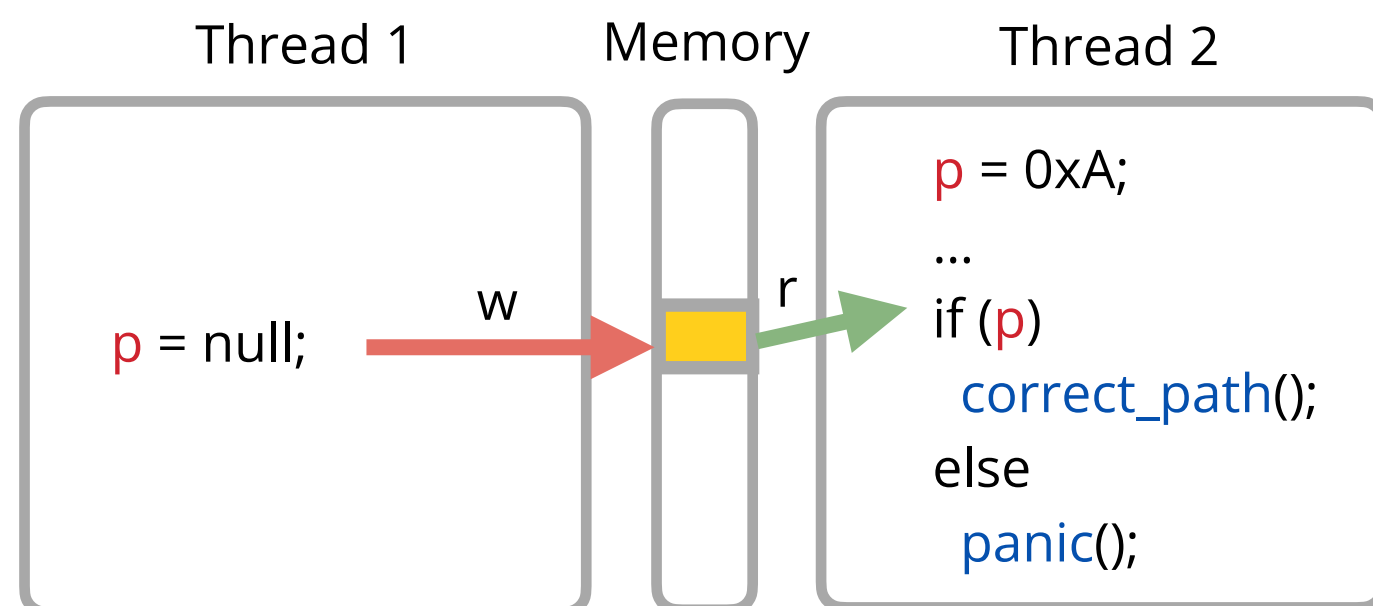 Thread 1
Memory
Thread 2
p = null;
w
r
p = 0xA;
...
if (p)
correct_path();
else
panic();